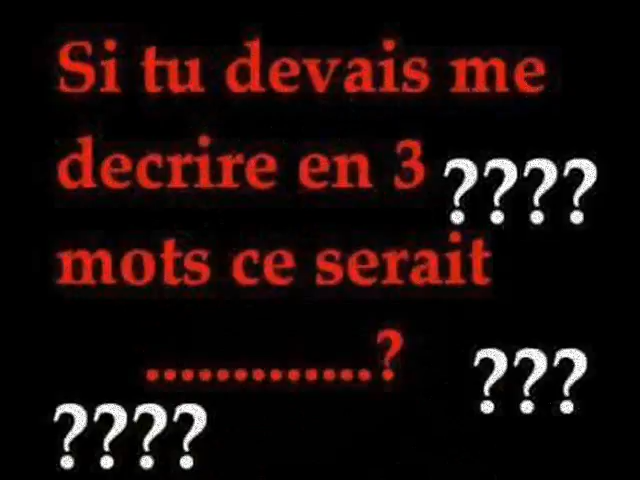 Si tu devais me
decrire en 3 ????
mots ce serait
.............?
???
????